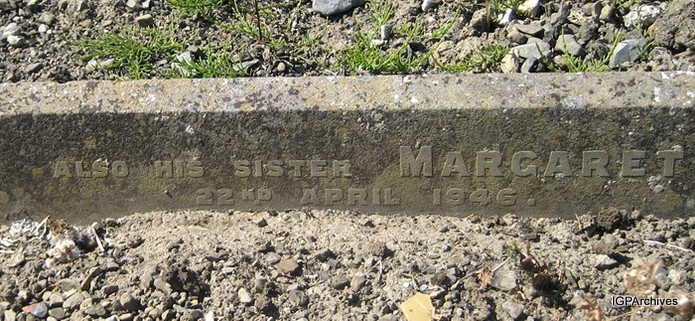 ALSO HIS SISTER MARGARET
22ND APRIL 1946.
IGPArchives